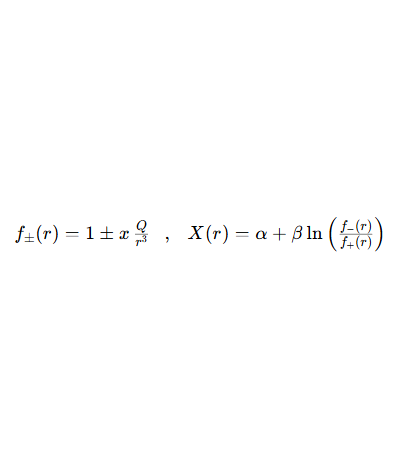 f±(r) = 1 ± x Q/r³ , X(r) = α + β ln (f₋(r)/f₊(r))